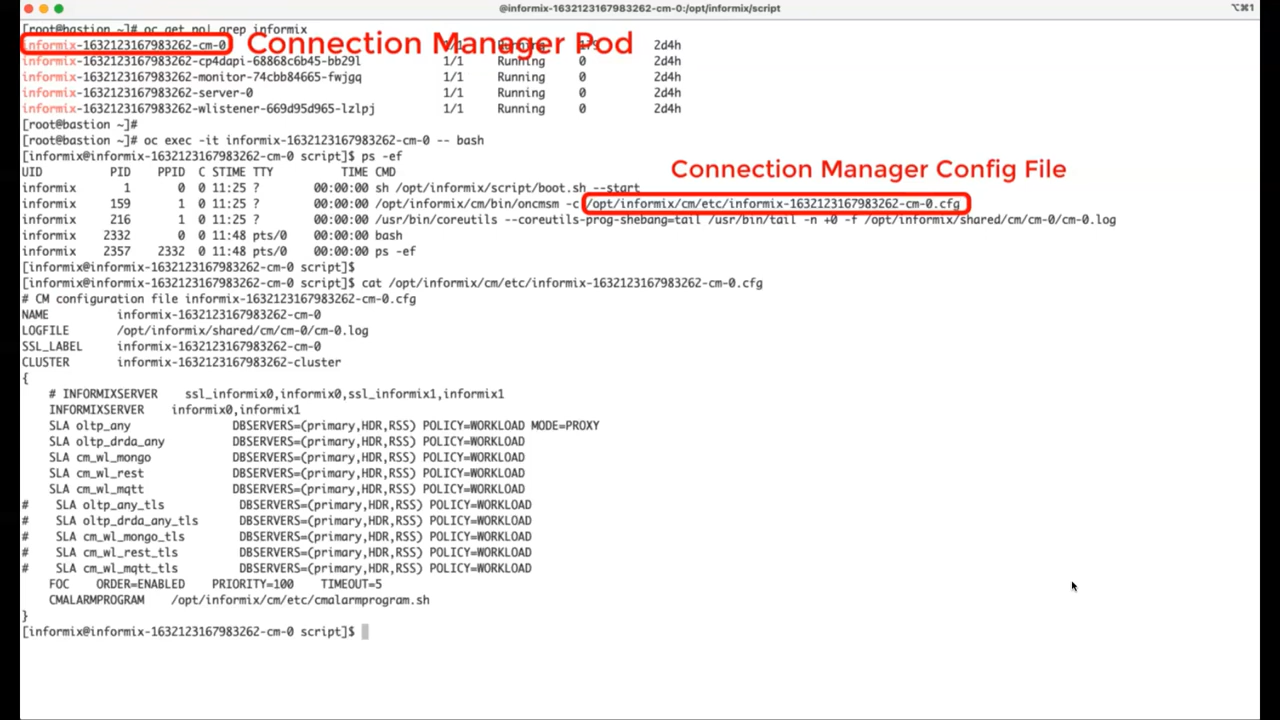 @informix-1632123167983262-cm-0:/opt/informix/script
⌥⌘1
[root@bastion ~]# oc get po| grep informix
informix-1632123167983262-cm-0 1/1 Running 2d4h
Connection Manager Pod
informix-1632123167983262-cp4dapi-68868c6b45-bb29l 1/1 Running 0 2d4h
informix-1632123167983262-monitor-74cbb84665-fwjgq 1/1 Running 0 2d4h
informix-1632123167983262-server-0 1/1 Running 0 2d4h
informix-1632123167983262-wlistener-669d95d965-lzlpj 1/1 Running 0 2d4h
[root@bastion ~]#
[root@bastion ~]# oc exec -it informix-1632123167983262-cm-0 -- bash
[informix@informix-1632123167983262-cm-0 script]$ ps -ef
Connection Manager Config File
UID PID PPID C STIME TTY TIME CMD
informix 1 0 0 11:25 ? 00:00:00 sh /opt/informix/script/boot.sh --start
informix 159 1 0 11:25 ? 00:00:00 /opt/informix/cm/bin/oncmsm -c /opt/informix/cm/etc/informix-1632123167983262-cm-0.cfg
informix 216 1 0 11:25 ? 00:00:00 /usr/bin/coreutils --coreutils-prog-shebang=tail /usr/bin/tail -n +0 -f /opt/informix/shared/cm/cm-0/cm-0.log
informix 2332 0 0 11:48 pts/0 00:00:00 bash
informix 2357 2332 0 11:48 pts/0 00:00:00 ps -ef
[informix@informix-1632123167983262-cm-0 script]$
[informix@informix-1632123167983262-cm-0 script]$ cat /opt/informix/cm/etc/informix-1632123167983262-cm-0.cfg
# CM configuration file informix-1632123167983262-cm-0.cfg
NAME informix-1632123167983262-cm-0
LOGFILE /opt/informix/shared/cm/cm-0/cm-0.log
SSL_LABEL informix-1632123167983262-cm-0
CLUSTER informix-1632123167983262-cluster
{
# INFORMIXSERVER ssl_informix0,informix0,ssl_informix1,informix1
INFORMIXSERVER informix0,informix1
SLA oltp_any DBSERVERS=(primary,HDR,RSS) POLICY=WORKLOAD MODE=PROXY
SLA oltp_drda_any DBSERVERS=(primary,HDR,RSS) POLICY=WORKLOAD
SLA cm_wl_mongo DBSERVERS=(primary,HDR,RSS) POLICY=WORKLOAD
SLA cm_wl_rest DBSERVERS=(primary,HDR,RSS) POLICY=WORKLOAD
SLA cm_wl_mqtt DBSERVERS=(primary,HDR,RSS) POLICY=WORKLOAD
# SLA oltp_any_tls DBSERVERS=(primary,HDR,RSS) POLICY=WORKLOAD
# SLA oltp_drda_any_tls DBSERVERS=(primary,HDR,RSS) POLICY=WORKLOAD
# SLA cm_wl_mongo_tls DBSERVERS=(primary,HDR,RSS) POLICY=WORKLOAD
# SLA cm_wl_rest_tls DBSERVERS=(primary,HDR,RSS) POLICY=WORKLOAD
# SLA cm_wl_mqtt_tls DBSERVERS=(primary,HDR,RSS) POLICY=WORKLOAD
FOC ORDER=ENABLED PRIORITY=100 TIMEOUT=5
CMALARMPROGRAM /opt/informix/cm/etc/cmalarmprogram.sh
}
[informix@informix-1632123167983262-cm-0 script]$